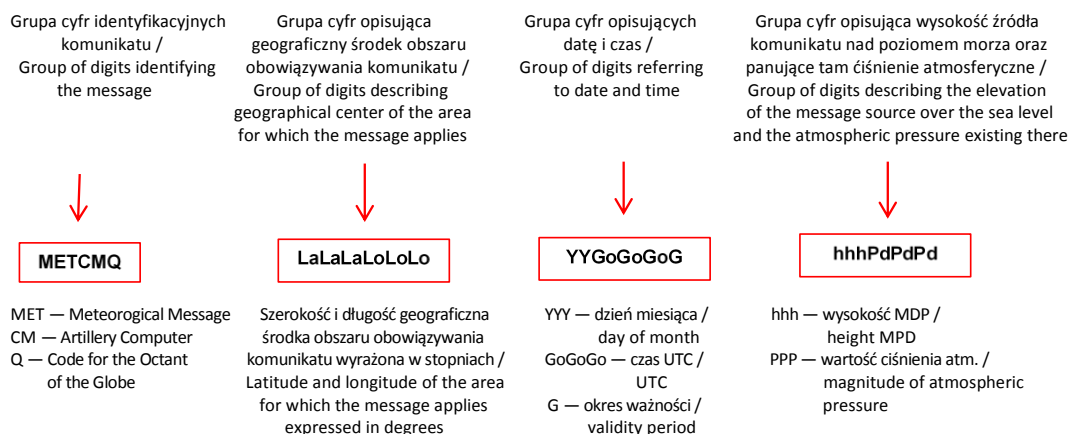 Grupa cyfr identyfikacyjnych
komunikatu /
Group of digits identifying
the message
Grupa cyfr opisująca
geograficzny środek obszaru
obowiązywania komunikatu /
Group of digits describing
geographical center of the area
for which the message applies
Grupa cyfr opisujących
datę i czas /
Group of digits referring
to date and time
Grupa cyfr opisująca wysokość źródła
komunikatu nad poziomem morza oraz
panujące tam ćiśnienie atmosferyczne /
Group of digits describing the elevation
of the message source over the sea level
and the atmospheric pressure existing there
METCMQ
LaLaLaLoLoLo
YYGoGoGoG
hhhPdPdPd
MET — Meteorogical Message
CM — Artillery Computer
Q — Code for the Octant
of the Globe
Szerokość i długość geograficzna
środka obszaru obowiązywania
komunikatu wyrażona w stopniach /
Latitude and longitude of the area
for which the message applies
expressed in degrees
YYY — dzień miesiąca /
day of month
GoGoGo — czas UTC /
UTC
G — okres ważności /
validity period
hhh — wysokość MDP /
height MPD
PPP — wartość ciśnienia atm. /
magnitude of atmospheric
pressure